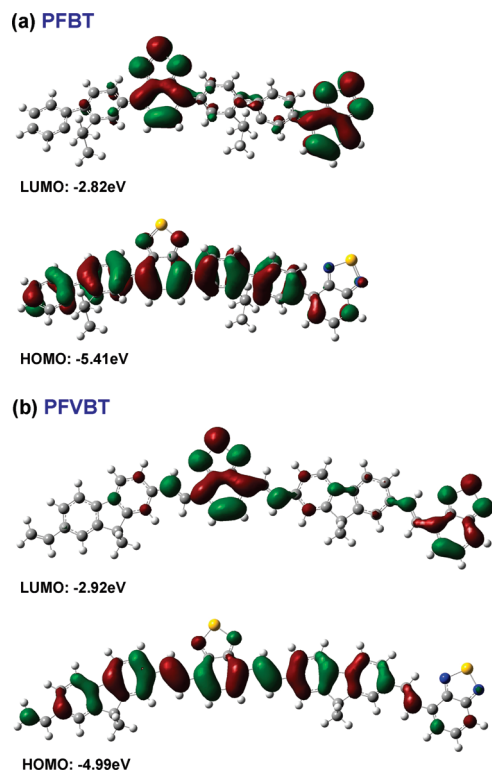 (a) PFBT
LUMO: -2.82eV
HOMO: -5.41eV
(b) PFVBT
LUMO: -2.92eV
HOMO: -4.99eV